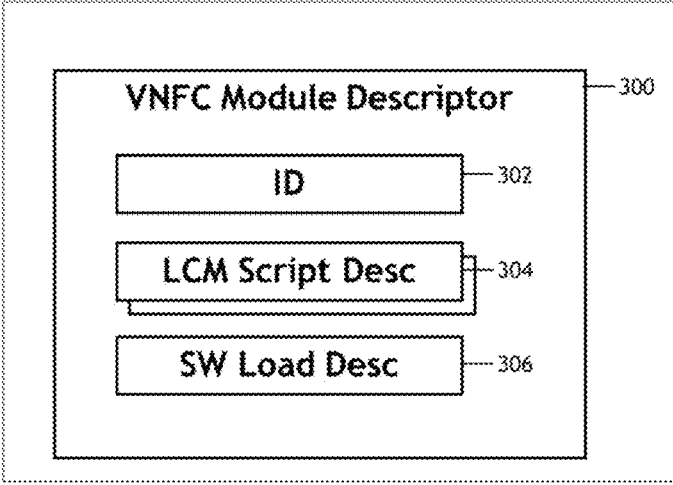 VNFC Module Descriptor
300
ID
302
LCM Script Desc
304
SW Load Desc
306